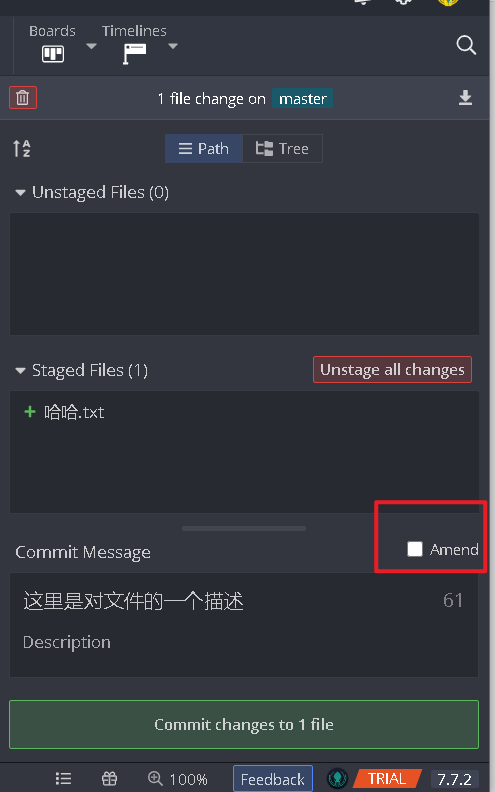 Boards Timelines
1 file change on master
A
Z
Path Tree
Unstaged Files (0)
Staged Files (1) Unstage all changes
+ 哈哈.txt
Commit Message Amend
这里是对文件的一个描述 61
Description
Commit changes to 1 file
100% Feedback TRIAL 7.7.2